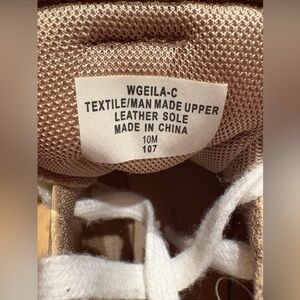 WGEILA-C
TEXTILE/MAN MADE UPPER
LEATHER SOLE
MADE IN CHINA
10M
107